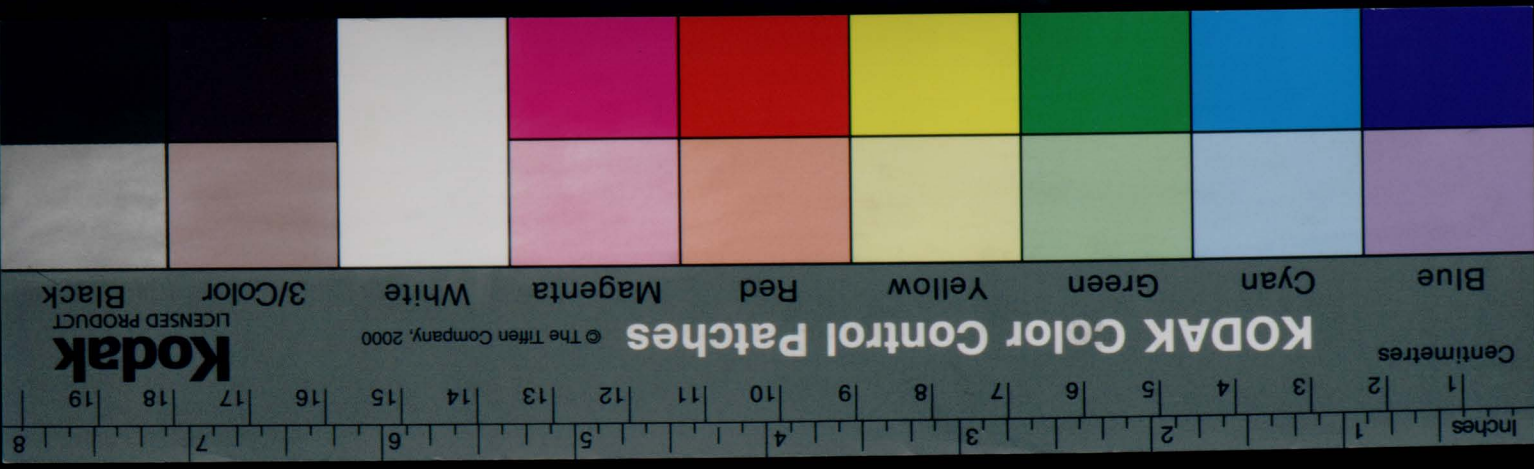 Inches 1 2 3 4 5 6 7 8
Centimetres 1 2 3 4 5 6 7 8 9 10 11 12 13 14 15 16 17 18 19
KODAK Color Control Patches © The Tiffen Company, 2000
Kodak
LICENSED PRODUCT
Blue Cyan Green Yellow Red Magenta White 3/Color Black